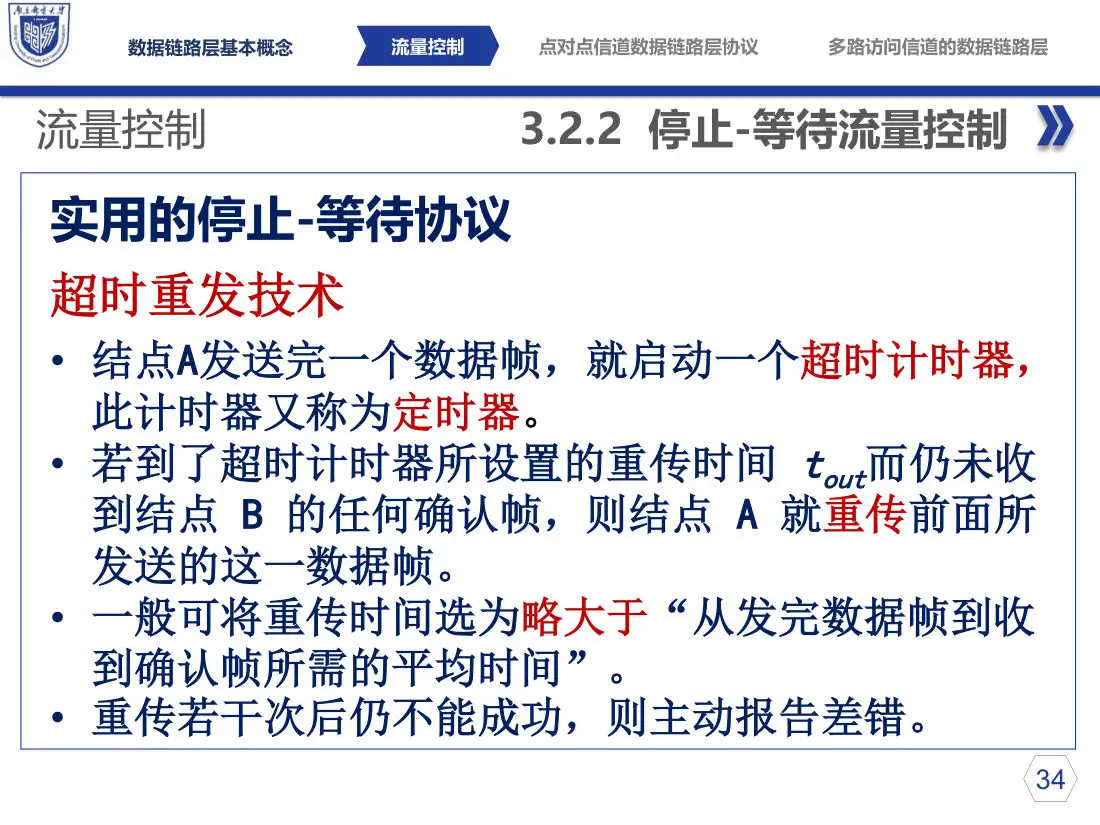 南京邮电大学
数据链路层基本概念
流量控制
点对点信道数据链路层协议
多路访问信道的数据链路层
流量控制
3.2.2 停止-等待流量控制
实用的停止-等待协议
超时重发技术
• 结点A发送完一个数据帧，就启动一个超时计时器，
此计时器又称为定时器。
• 若到了超时计时器所设置的重传时间 tout而仍未收
到结点 B 的任何确认帧，则结点 A 就重传前面所
发送的这一数据帧。
• 一般可将重传时间选为略大于“从发完数据帧到收
到确认帧所需的平均时间”。
• 重传若干次后仍不能成功，则主动报告差错。
34